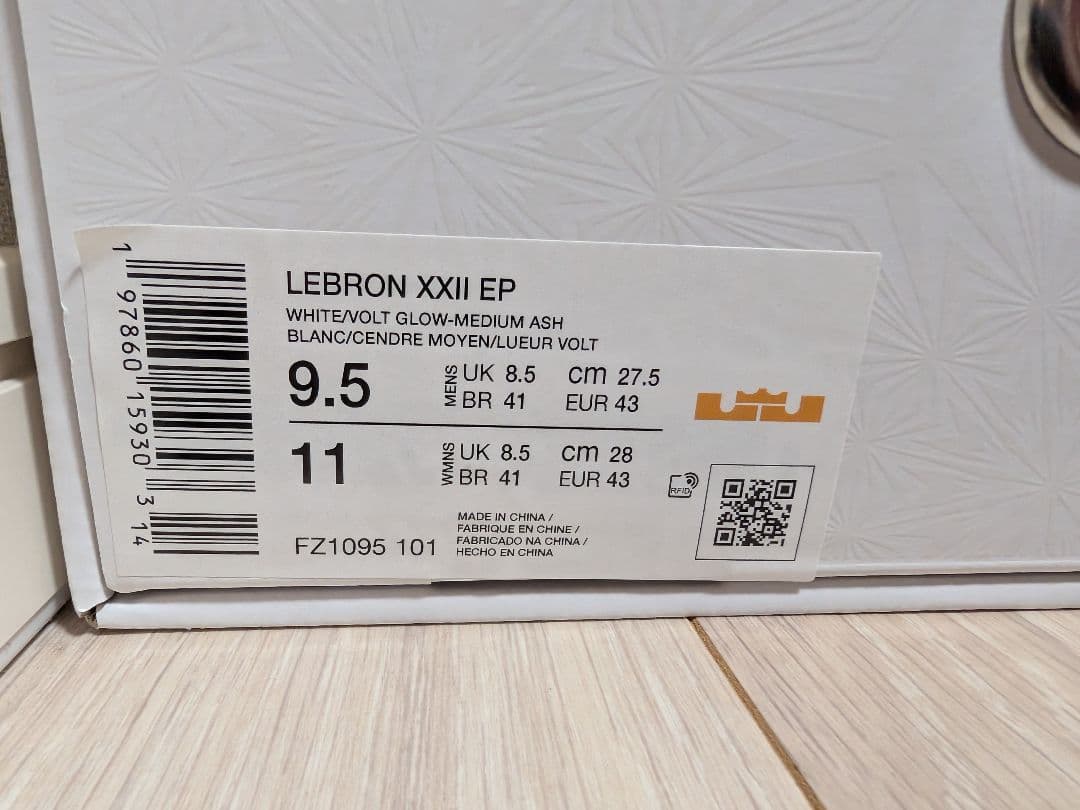 1 97860 15930 3 14
LEBRON XXII EP
WHITE/VOLT GLOW-MEDIUM ASH
BLANC/CENDRE MOYEN/LUEUR VOLT
9.5 MENS UK 8.5 cm 27.5
BR 41 EUR 43
11 WMNS UK 8.5 cm 28
BR 41 EUR 43
RFID
FZ1095 101
MADE IN CHINA /
FABRIQUE EN CHINE /
FABRICADO NA CHINA /
HECHO EN CHINA